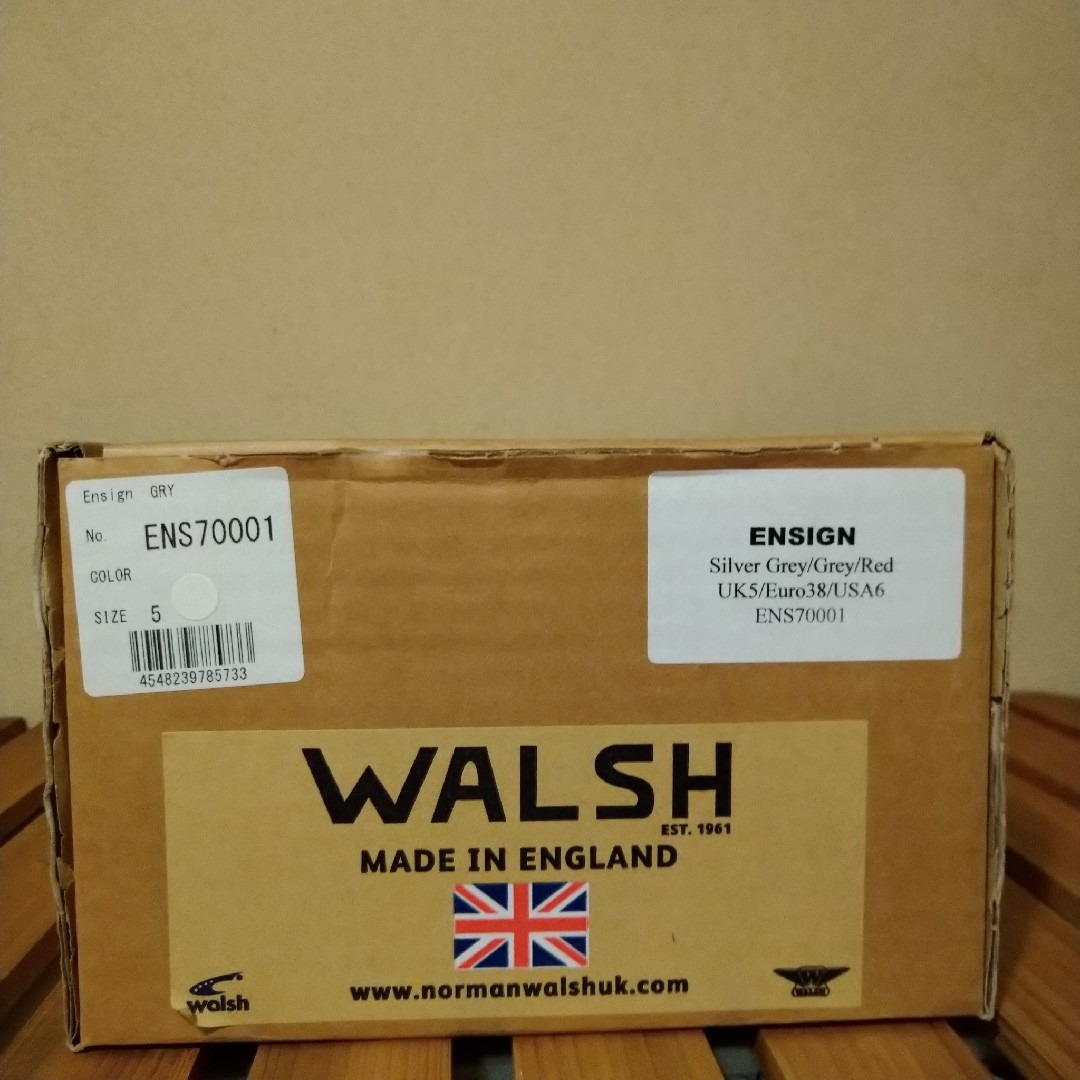 Ensign GRY
No. ENS70001
COLOR
SIZE 5
4548239785733
ENSIGN
Silver Grey/Grey/Red
UK5/Euro38/USA6
ENS70001
WALSH
EST. 1961
MADE IN ENGLAND
www.normanwalshuk.com
walsh
W
WALSH